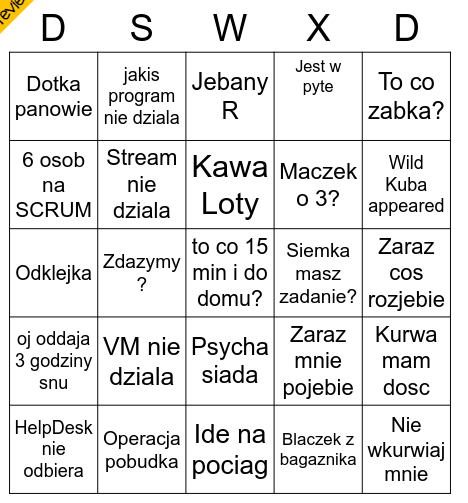 review
D S W X D
Dotka
panowie
jakis
program
nie dziala
Jebany
R
Jest w
pyte
To co
zabka?
6 osob
na
SCRUM
Stream
nie
dziala
Kawa
Loty
Maczek
o 3?
Wild
Kuba
appeared
Odklejka
Zdazymy
?
to co 15
min i do
domu?
Siemka
masz
zadanie?
Zaraz
cos
rozjebie
oj oddaja
3 godziny
snu
VM nie
dziala
Psycha
siada
Zaraz
mnie
pojebie
Kurwa
mam
dosc
HelpDesk
nie
odbiera
Operacja
pobudka
Ide na
pociag
Blaczek z
bagaznika
Nie
wkurwiaj
mnie